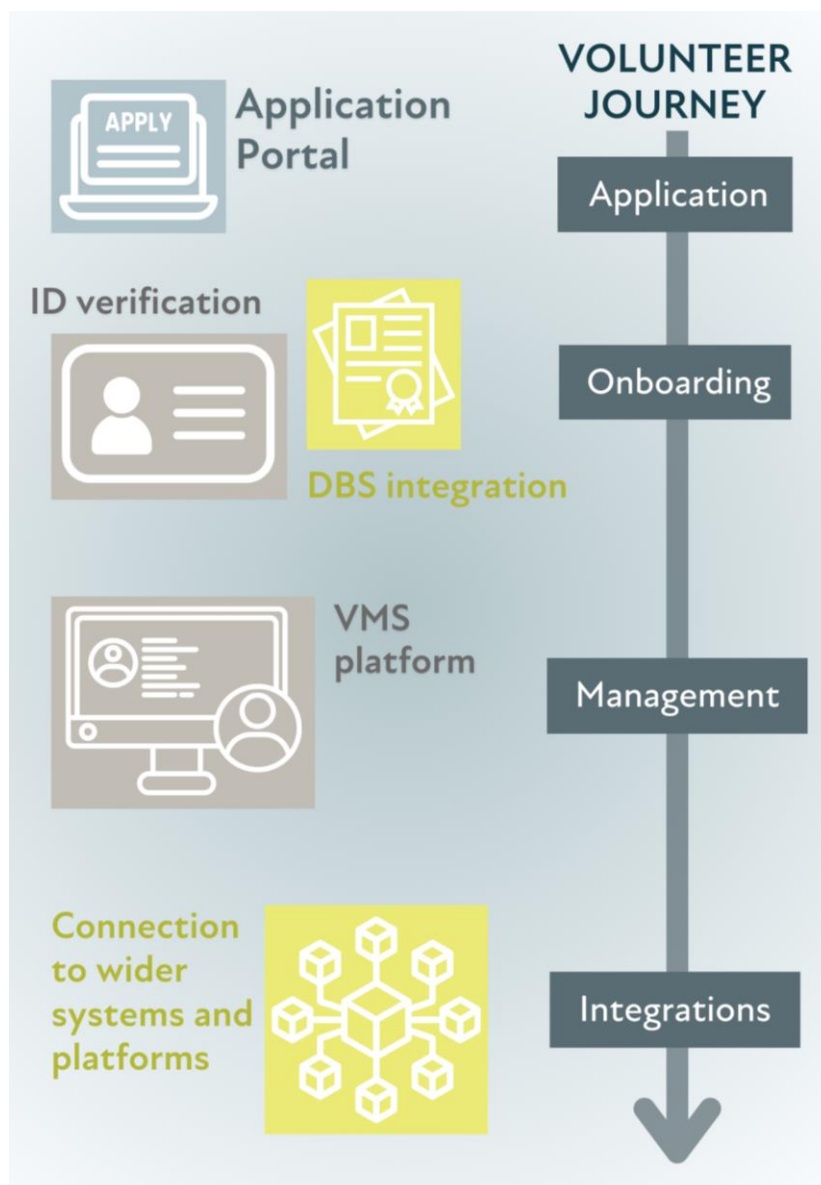 VOLUNTEER
JOURNEY
APPLY
Application
Portal
Application
ID verification
DBS integration
Onboarding
VMS
platform
Management
Connection
to wider
systems and
platforms
Integrations